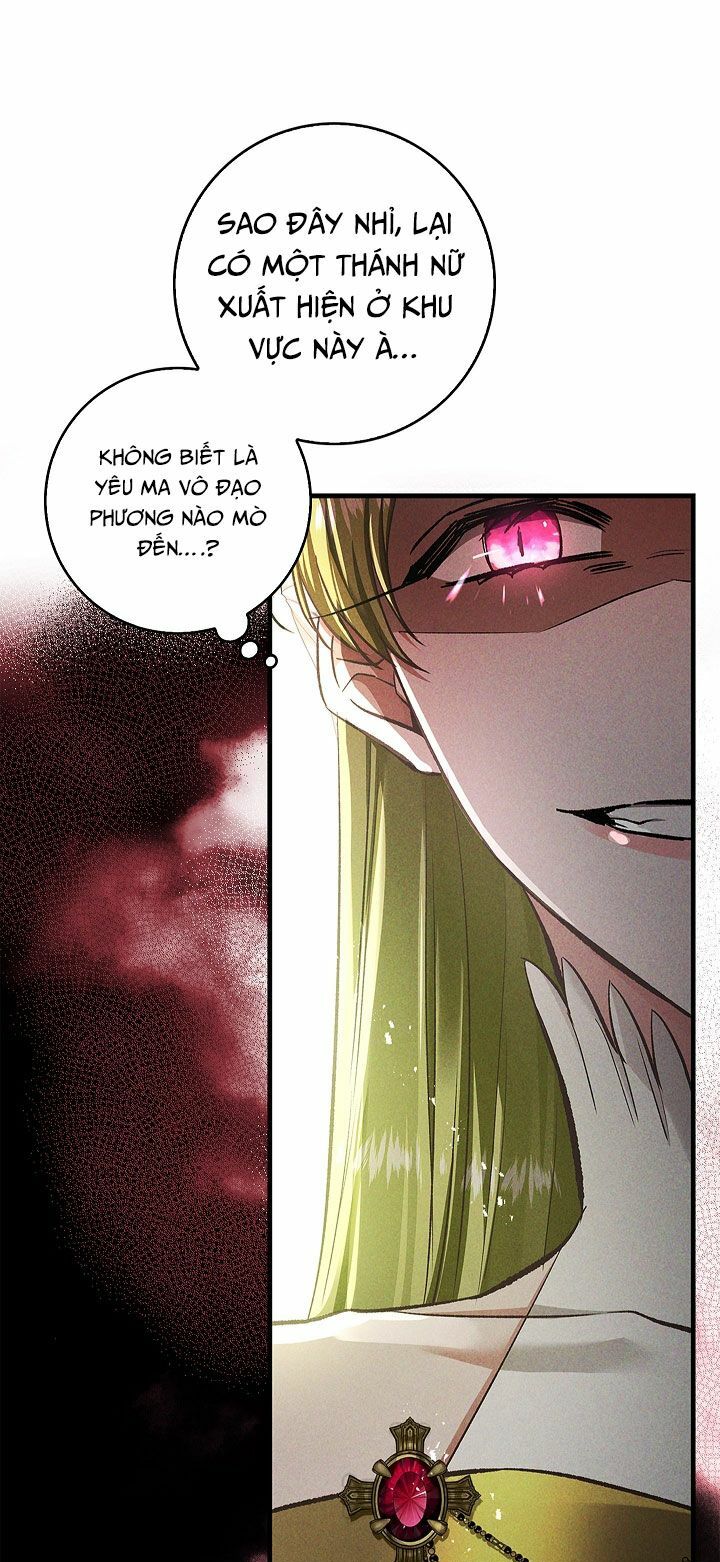 SAO ĐÂY NHỈ, LẠI
CÓ MỘT THÁNH NỮ
XUẤT HIỆN Ở KHU
VỰC NÀY À...
KHÔNG BIẾT LÀ
YÊU MA VÔ ĐẠO
PHƯƠNG NÀO MÒ
ĐẾN....?